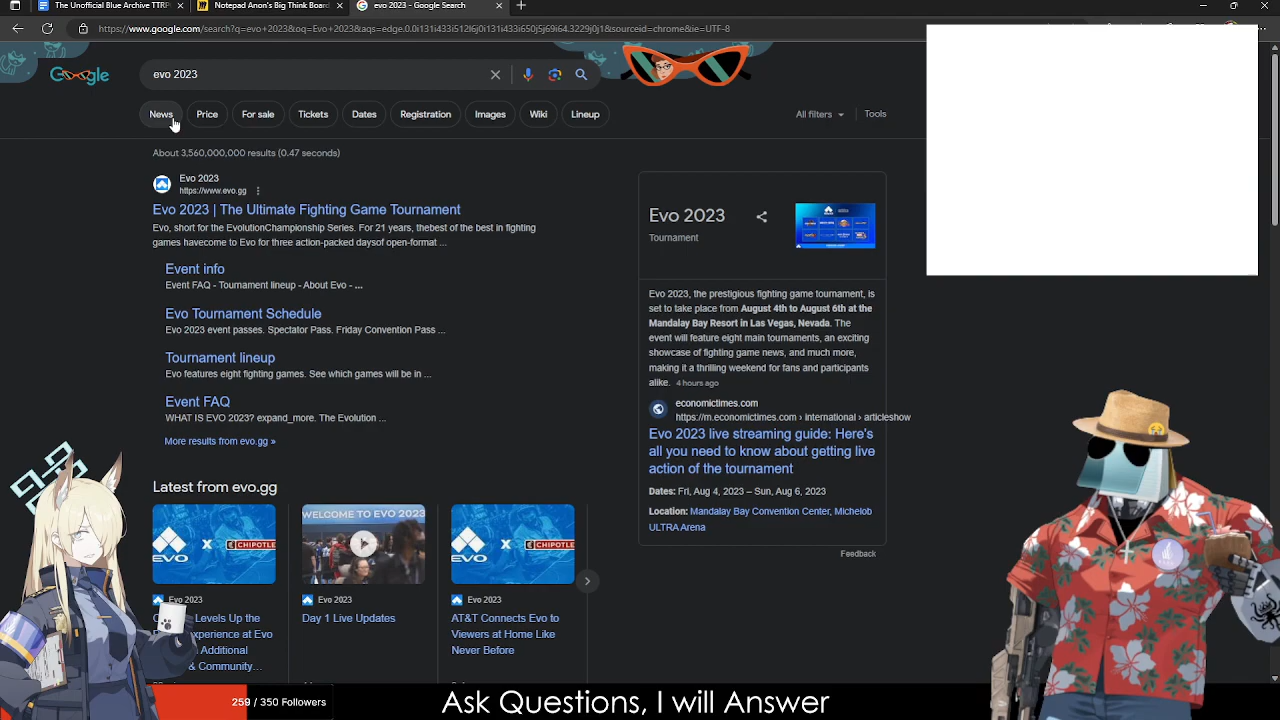 The Unofficial Blue Archive TTRP
Notepad Anon's Big Think Board
evo 2023 - Google Search
https://www.google.com/search?q=evo+2023&oq=Evo+2023&aqs=edge.0.0i131i433i512l6j0i131i433i650j5j69i64.3229j0j1&sourceid=chrome&ie=UTF-8
Google
evo 2023
News
Price
For sale
Tickets
Dates
Registration
Images
Wiki
Lineup
All filters
Tools
About 3,560,000,000 results (0.47 seconds)
Evo 2023
https://www.evo.gg
Evo 2023 | The Ultimate Fighting Game Tournament
Evo, short for the EvolutionChampionship Series. For 21 years, thebest of the best in fighting
games havecome to Evo for three action-packed daysof open-format ...
Event info
Event FAQ - Tournament lineup - About Evo - ...
Evo Tournament Schedule
Evo 2023 event passes. Spectator Pass. Friday Convention Pass ...
Tournament lineup
Evo features eight fighting games. See which games will be in ...
Event FAQ
WHAT IS EVO 2023? expand_more. The Evolution ...
More results from evo.gg »
Latest from evo.gg
EVO X CHIPOTLE
WELCOME TO EVO 2023
EVO X CHIPOTLE
Evo 2023
Evo 2023
Evo 2023
Levels Up the
xperience at Evo
Additional
& Community...
Day 1 Live Updates
AT&T Connects Evo to
Viewers at Home Like
Never Before
Evo 2023
Tournament
Evo 2023, the prestigious fighting game tournament, is
set to take place from August 4th to August 6th at the
Mandalay Bay Resort in Las Vegas, Nevada. The
event will feature eight main tournaments, an exciting
showcase of fighting game news, and much more,
making it a thrilling weekend for fans and participants
alike. 4 hours ago
economictimes.com
https://m.economictimes.com › international › articleshow
Evo 2023 live streaming guide: Here's
all you need to know about getting live
action of the tournament
Dates: Fri, Aug 4, 2023 – Sun, Aug 6, 2023
Location: Mandalay Bay Convention Center, Michelob
ULTRA Arena
Feedback
259 / 350 Followers
Ask Questions, I will Answer